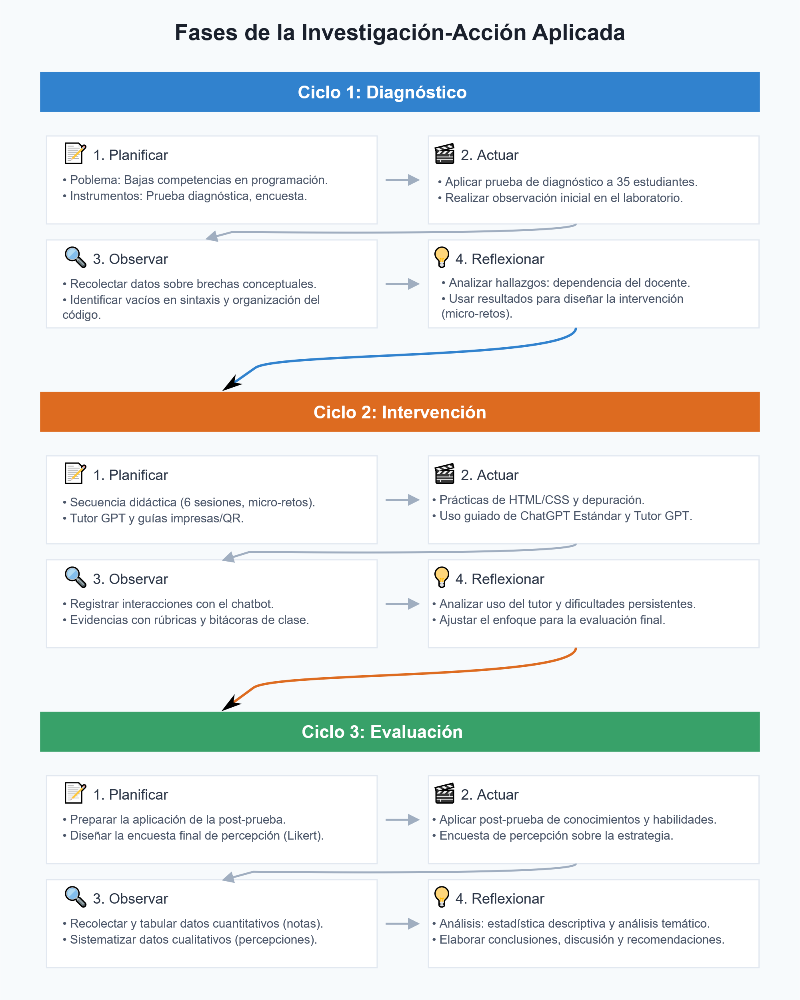 Fases de la Investigación-Acción Aplicada
Ciclo 1: Diagnóstico
1. Planificar
• Poblema: Bajas competencias en programación.
• Instrumentos: Prueba diagnóstica, encuesta.
2. Actuar
• Aplicar prueba de diagnóstico a 35 estudiantes.
• Realizar observación inicial en el laboratorio.
3. Observar
• Recolectar datos sobre brechas conceptuales.
• Identificar vacíos en sintaxis y organización del
código.
4. Reflexionar
• Analizar hallazgos: dependencia del docente.
• Usar resultados para diseñar la intervención
(micro-retos).
Ciclo 2: Intervención
1. Planificar
• Secuencia didáctica (6 sesiones, micro-retos).
• Tutor GPT y guías impresas/QR.
2. Actuar
• Prácticas de HTML/CSS y depuración.
• Uso guiado de ChatGPT Estándar y Tutor GPT.
3. Observar
• Registrar interacciones con el chatbot.
• Evidencias con rúbricas y bitácoras de clase.
4. Reflexionar
• Analizar uso del tutor y dificultades persistentes.
• Ajustar el enfoque para la evaluación final.
Ciclo 3: Evaluación
1. Planificar
• Preparar la aplicación de la post-prueba.
• Diseñar la encuesta final de percepción (Likert).
2. Actuar
• Aplicar post-prueba de conocimientos y habilidades.
• Encuesta de percepción sobre la estrategia.
3. Observar
• Recolectar y tabular datos cuantitativos (notas).
• Sistematizar datos cualitativos (percepciones).
4. Reflexionar
• Análisis: estadística descriptiva y análisis temático.
• Elaborar conclusiones, discusión y recomendaciones.